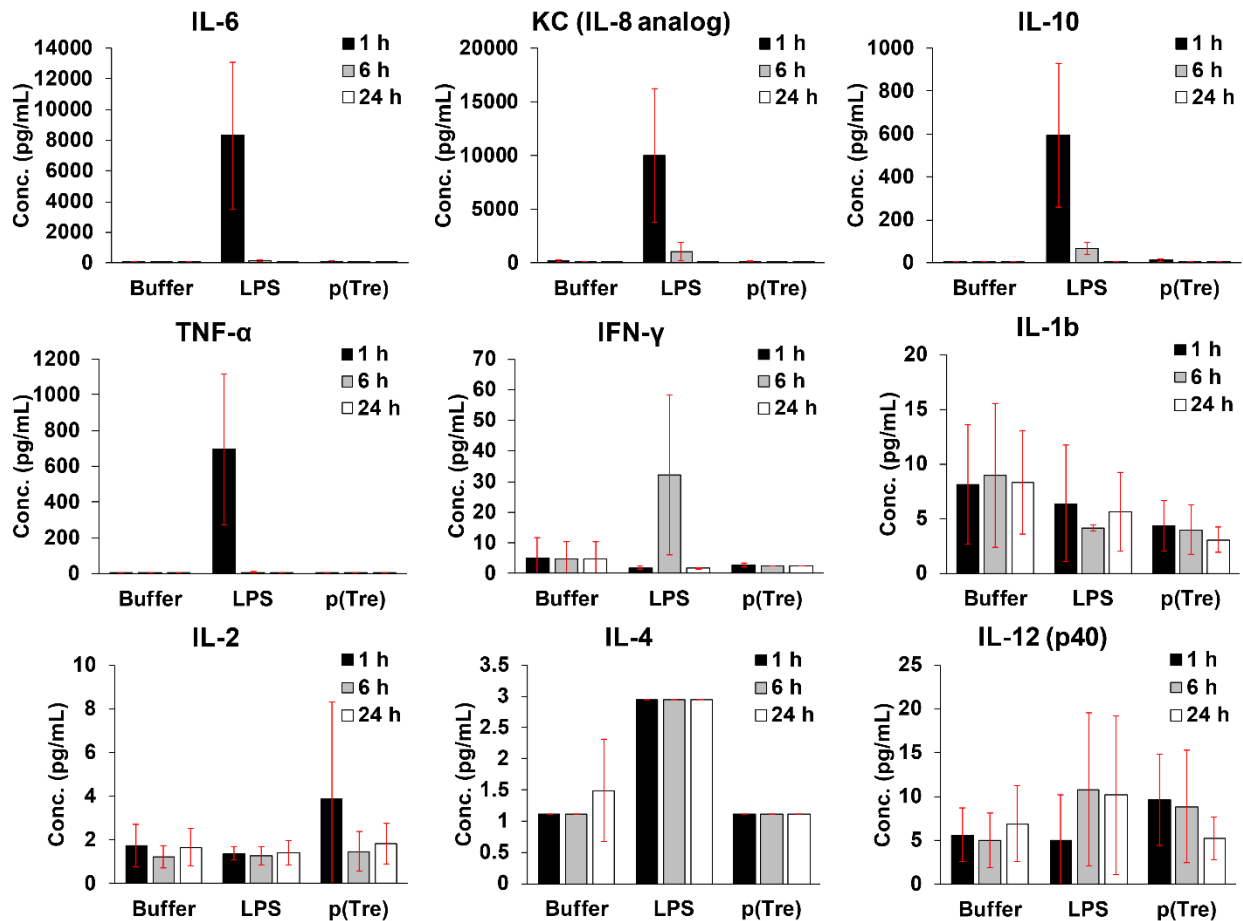 IL-6
14000
12000
10000
8000
6000
4000
2000
0
Conc. (pg/mL)
1 h
6 h
24 h
Buffer LPS p(Tre)
KC (IL-8 analog)
20000
15000
10000
5000
0
Conc. (pg/mL)
1 h
6 h
24 h
Buffer LPS p(Tre)
IL-10
1000
800
600
400
200
0
Conc. (pg/mL)
1 h
6 h
24 h
Buffer LPS p(Tre)
TNF-α
1200
1000
800
600
400
200
0
Conc. (pg/mL)
1 h
6 h
24 h
Buffer LPS p(Tre)
IFN-γ
70
60
50
40
30
20
10
0
Conc. (pg/mL)
1 h
6 h
24 h
Buffer LPS p(Tre)
IL-1b
20
15
10
5
0
Conc. (pg/mL)
1 h
6 h
24 h
Buffer LPS p(Tre)
IL-2
10
8
6
4
2
0
Conc. (pg/mL)
1 h
6 h
24 h
Buffer LPS p(Tre)
IL-4
3.5
3
2.5
2
1.5
1
0.5
0
Conc. (pg/mL)
1 h
6 h
24 h
Buffer LPS p(Tre)
IL-12 (p40)
25
20
15
10
5
0
Conc. (pg/mL)
1 h
6 h
24 h
Buffer LPS p(Tre)